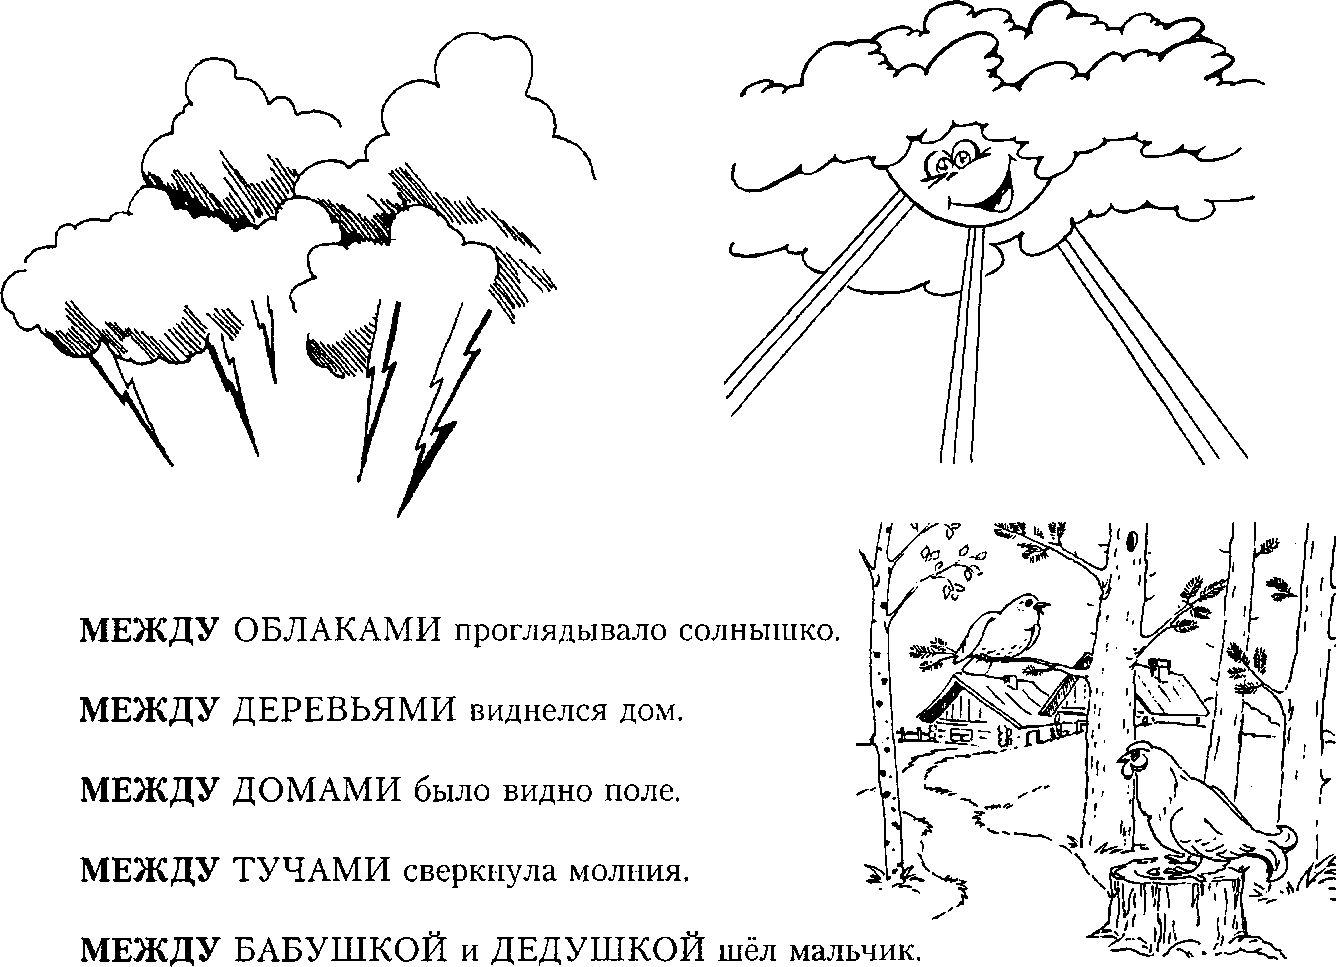 МЕЖДУ ОБЛАКАМИ проглядывало солнышко.
МЕЖДУ ДЕРЕВЬЯМИ виднелся дом.
МЕЖДУ ДОМАМИ было видно поле.
МЕЖДУ ТУЧАМИ сверкнула молния.
МЕЖДУ БАБУШКОЙ и ДЕДУШКОЙ шёл мальчик.